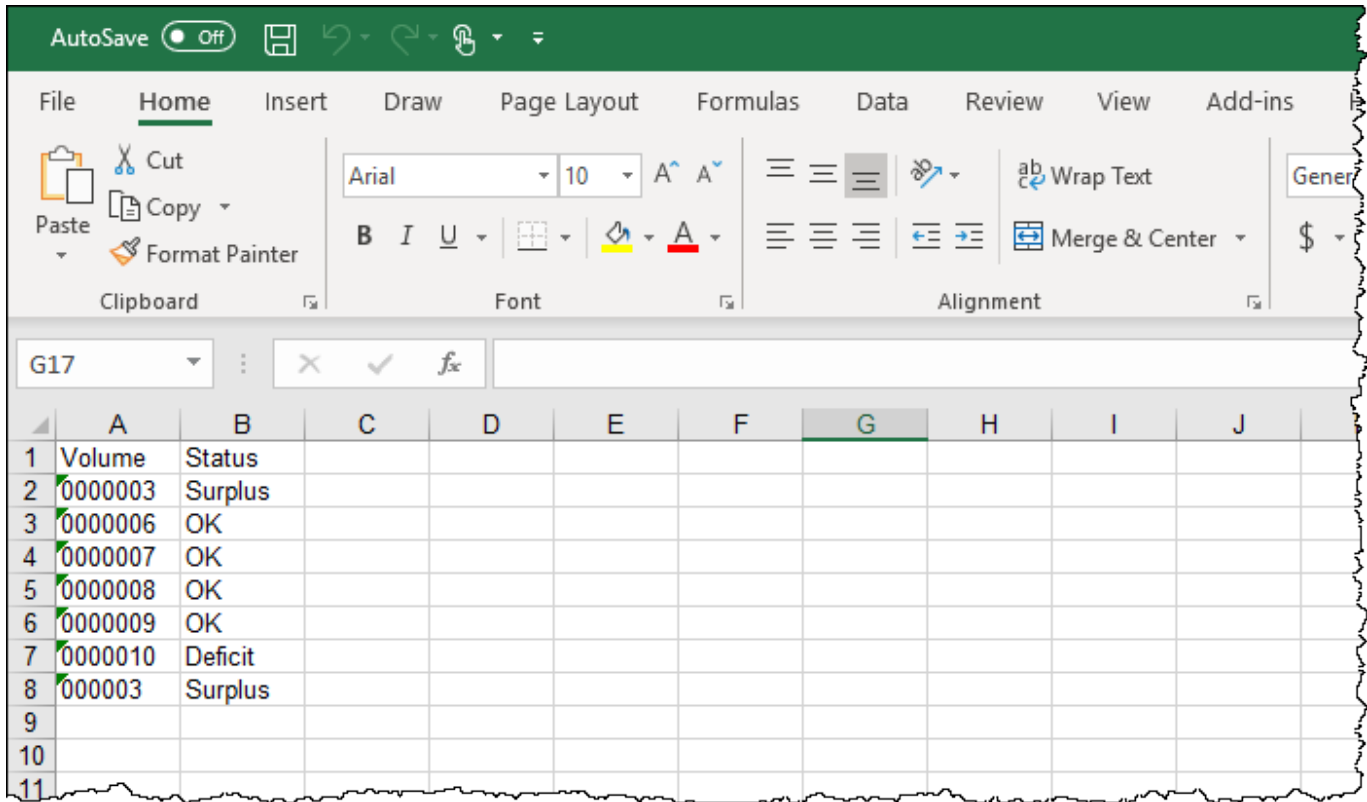 AutoSave Off
File Home Insert Draw Page Layout Formulas Data Review View Add-ins
Cut
Copy
Paste
Format Painter
Clipboard
Arial 10 A A
B I U A
Font
ab Wrap Text
Merge & Center
Alignment
$
G17 fx
A B C D E F G H I J
1 Volume Status
2 0000003 Surplus
3 0000006 OK
4 0000007 OK
5 0000008 OK
6 0000009 OK
7 0000010 Deficit
8 000003 Surplus
9
10
11